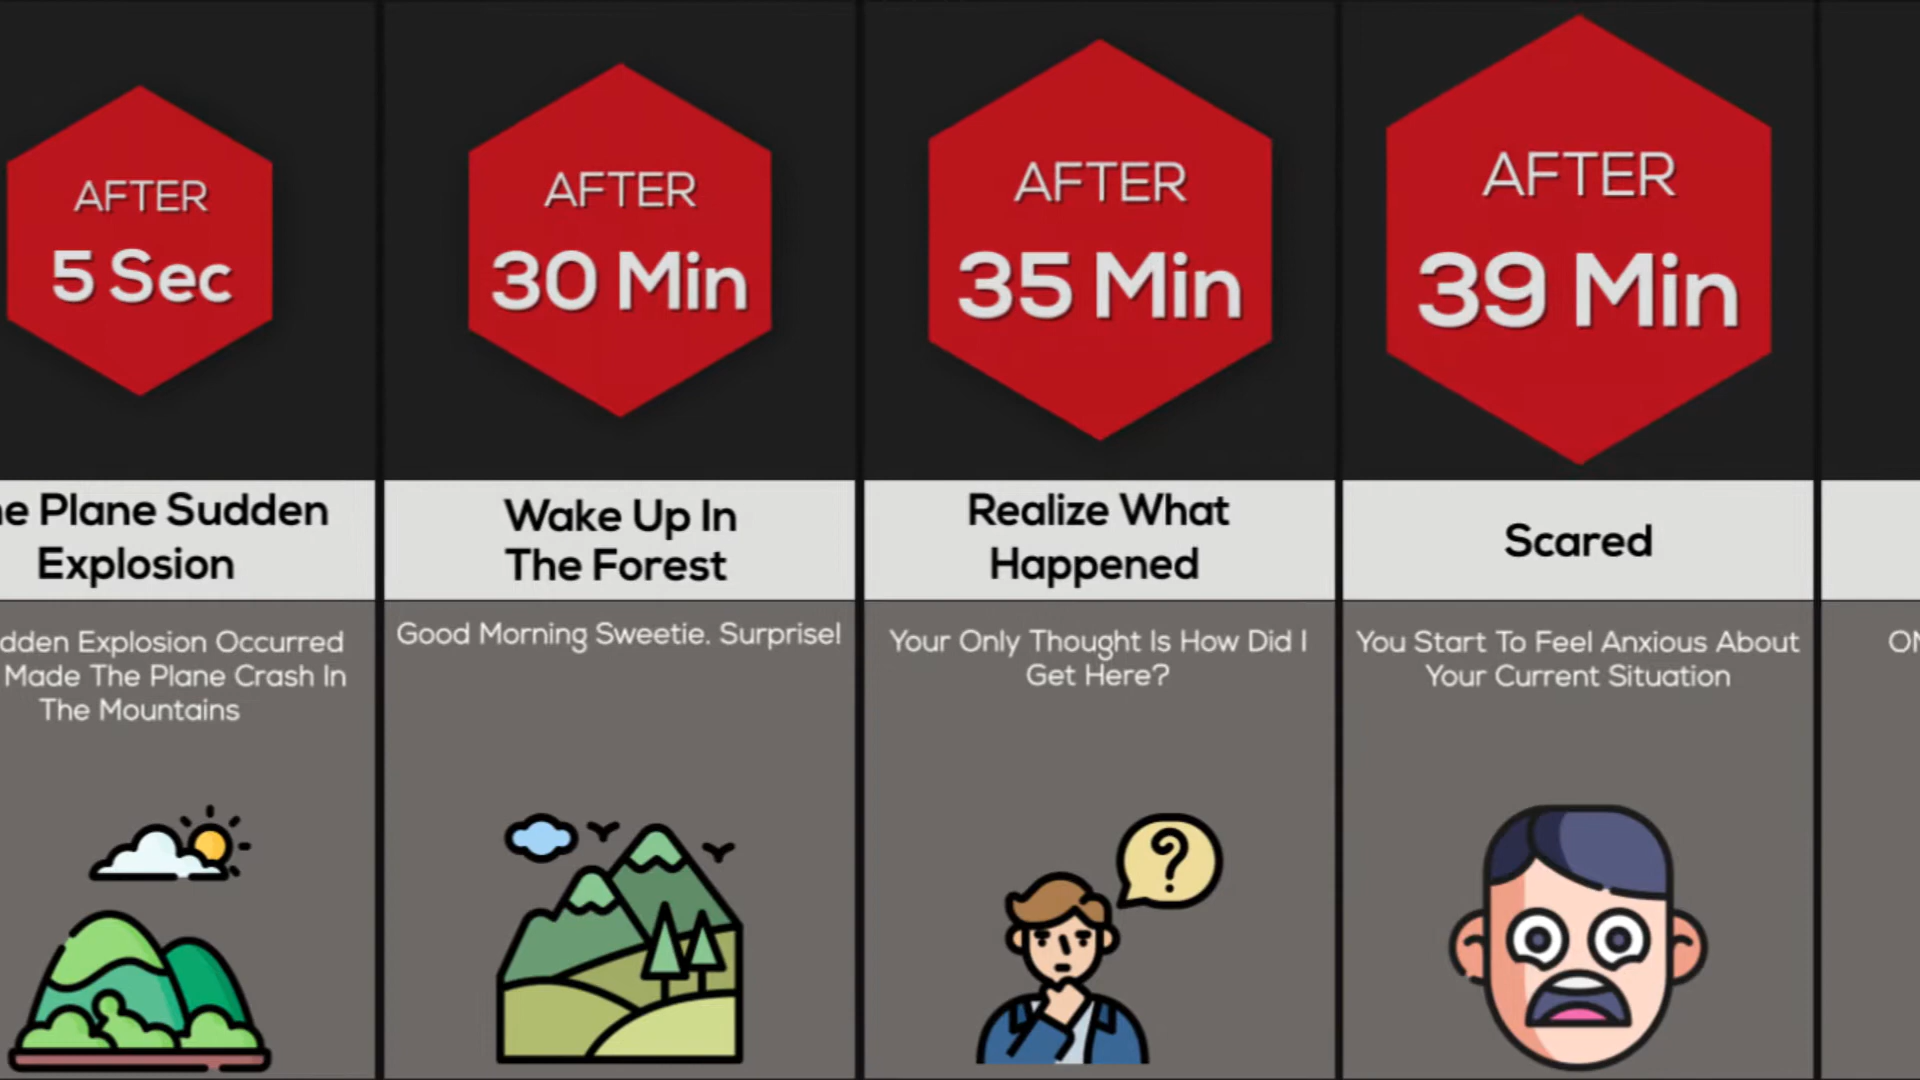 AFTER
5 Sec
Plane Sudden
Explosion
Explosion Occurred
Made The Plane Crash In
The Mountains
AFTER
30 Min
Wake Up In
The Forest
Good Morning Sweetie. Surprise!
AFTER
35 Min
Realize What
Happened
Your Only Thought Is How Did I
Get Here?
?
AFTER
39 Min
Scared
You Start To Feel Anxious About
Your Current Situation